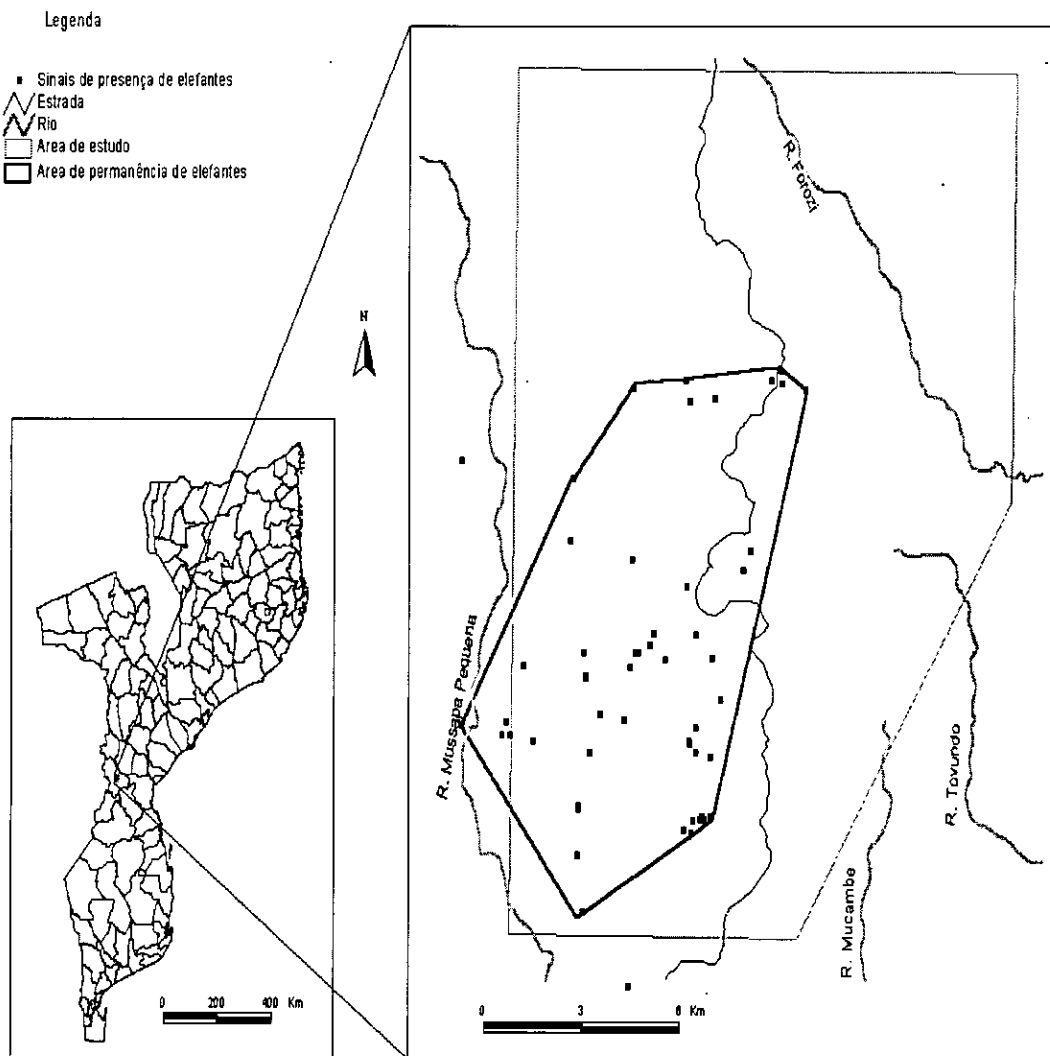 Legenda
Sinais de presença de elefantes
Estrada
Rio
Area de estudo
Area de permanência de elefantes
N
R. Forozi
R. Mussapa Pequena
R. Tovundo
R. Mucambe
0 200 400 Km
0 3 6 Km